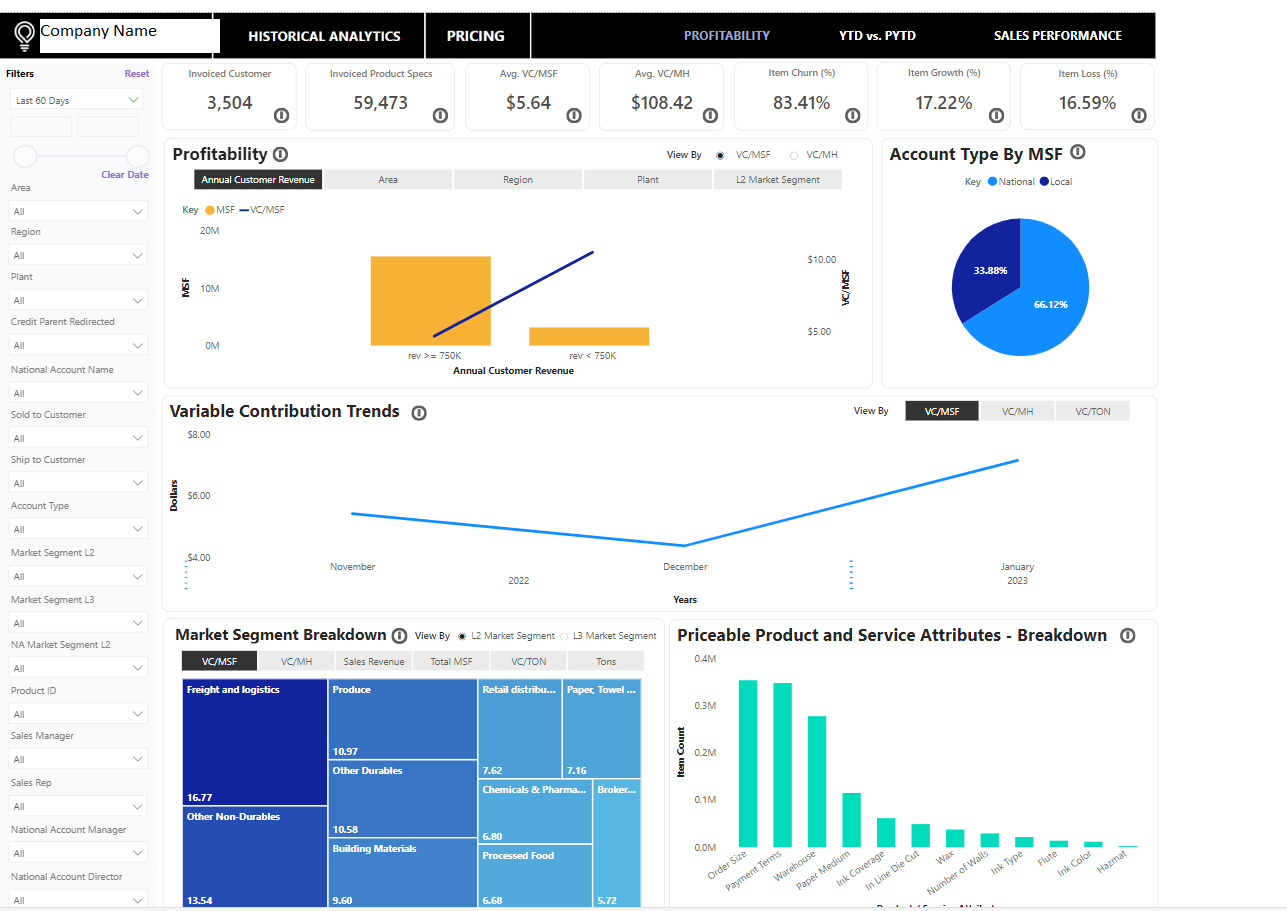 Company Name
HISTORICAL ANALYTICS
PRICING
PROFITABILITY
YTD vs. PYTD
SALES PERFORMANCE
Filters
Reset
Last 60 Days
Clear Date
Area
All
Region
All
Plant
All
Credit Parent Redirected
All
National Account Name
All
Sold to Customer
All
Ship to Customer
All
Account Type
All
Market Segment L2
All
Market Segment L3
All
NA Market Segment L2
All
Product ID
All
Sales Manager
All
Sales Rep
All
National Account Manager
All
National Account Director
All
Invoiced Customer
3,504
Invoiced Product Specs
59,473
Avg. VC/MSF
$5.64
Avg. VC/MH
$108.42
Item Churn (%)
83.41%
Item Growth (%)
17.22%
Item Loss (%)
16.59%
Profitability
View By
VC/MSF
VC/MH
Annual Customer Revenue
Area
Region
Plant
L2 Market Segment
Key
MSF
VC/MSF
20M
10M
0M
MSF
$10.00
$5.00
VC/MSF
rev >= 750K
rev < 750K
Annual Customer Revenue
Account Type By MSF
Key
National
Local
33.88%
66.12%
Variable Contribution Trends
View By
VC/MSF
VC/MH
VC/TON
$8.00
$6.00
$4.00
Dollars
November
December
January
2022
2023
Years
Market Segment Breakdown
View By
L2 Market Segment
L3 Market Segment
VC/MSF
VC/MH
Sales Revenue
Total MSF
VC/TON
Tons
Freight and logistics
16.77
Other Non-Durables
13.54
Produce
10.97
Other Durables
10.58
Building Materials
9.60
Retail distribu...
7.62
Paper, Towel ...
7.16
Chemicals & Pharma...
6.80
Processed Food
6.68
Broker...
5.72
Priceable Product and Service Attributes - Breakdown
0.4M
0.3M
0.2M
0.1M
0.0M
Item Count
Order Size
Payment Terms
Warehouse
Paper Medium
Ink Coverage
In Line Die Cut
Wax
Number of Walls
Ink Type
Flute
Ink Color
Hazmat